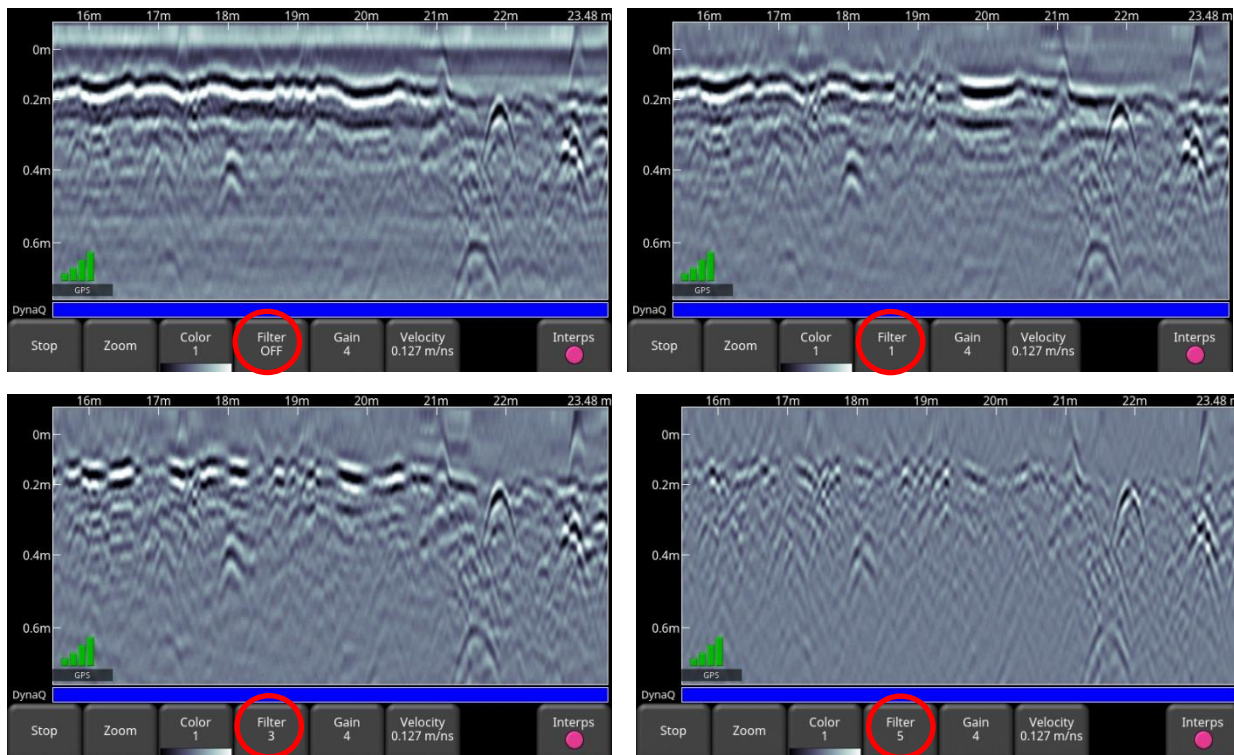 16m 17m 18m 19m 20m 21m 22m 23.48 m
0m
0.2m
0.4m
0.6m
GPS
DynaQ
Stop Zoom Color 1 Filter OFF Gain 4 Velocity 0.127 m/ns Interps
16m 17m 18m 19m 20m 21m 22m 23.48 m
0m
0.2m
0.4m
0.6m
GPS
DynaQ
Stop Zoom Color 1 Filter 1 Gain 4 Velocity 0.127 m/ns Interps
16m 17m 18m 19m 20m 21m 22m 23.48 m
0m
0.2m
0.4m
0.6m
GPS
DynaQ
Stop Zoom Color 1 Filter 3 Gain 4 Velocity 0.127 m/ns Interps
16m 17m 18m 19m 20m 21m 22m 23.48 m
0m
0.2m
0.4m
0.6m
GPS
DynaQ
Stop Zoom Color 1 Filter 5 Gain 4 Velocity 0.127 m/ns Interps